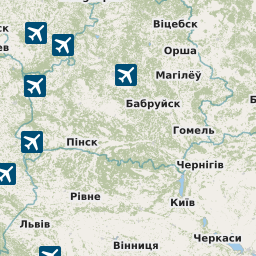 Віцебск
Орша
Магілёў
Бабруйск
Гомель
Пінск
Чернігів
Рівне
Київ
Львів
Вінниця
Черкаси